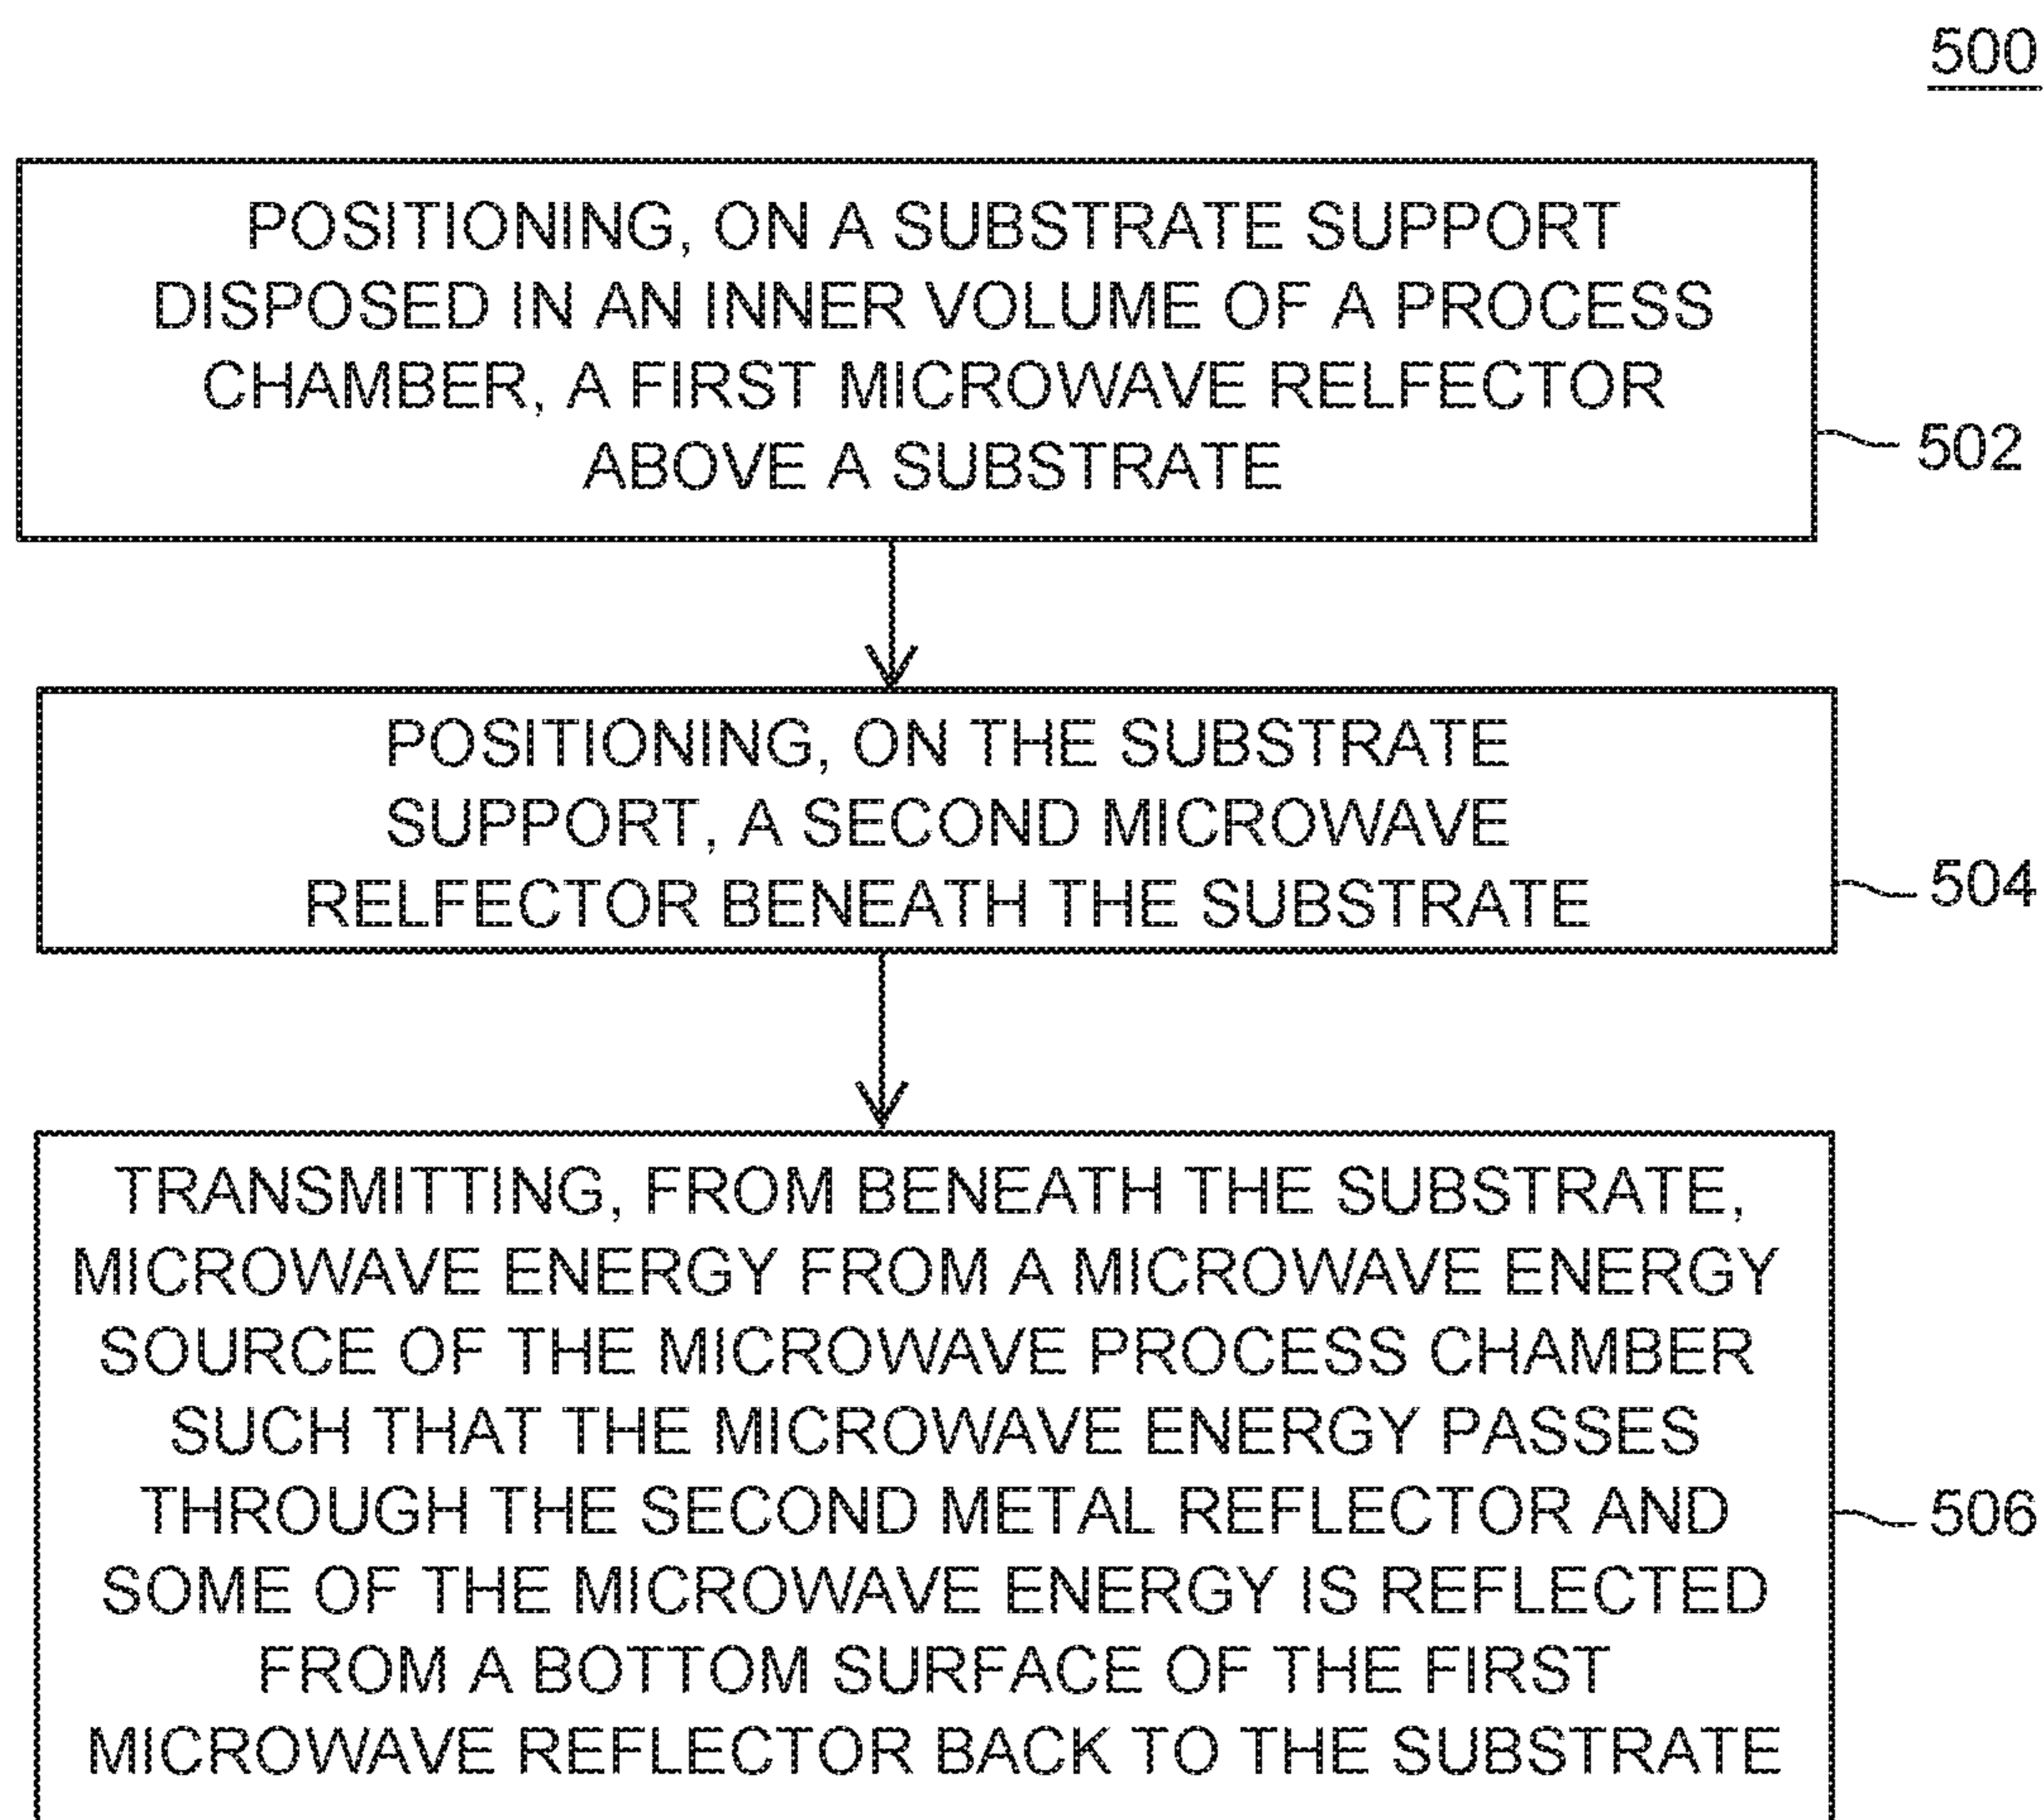 500
POSITIONING, ON A SUBSTRATE SUPPORT
DISPOSED IN AN INNER VOLUME OF A PROCESS
CHAMBER, A FIRST MICROWAVE RELFECTOR
ABOVE A SUBSTRATE
502
POSITIONING, ON THE SUBSTRATE
SUPPORT, A SECOND MICROWAVE
RELFECTOR BENEATH THE SUBSTRATE
504
TRANSMITTING, FROM BENEATH THE SUBSTRATE,
MICROWAVE ENERGY FROM A MICROWAVE ENERGY
SOURCE OF THE MICROWAVE PROCESS CHAMBER
SUCH THAT THE MICROWAVE ENERGY PASSES
THROUGH THE SECOND METAL REFLECTOR AND
SOME OF THE MICROWAVE ENERGY IS REFLECTED
FROM A BOTTOM SURFACE OF THE FIRST
MICROWAVE REFLECTOR BACK TO THE SUBSTRATE
506